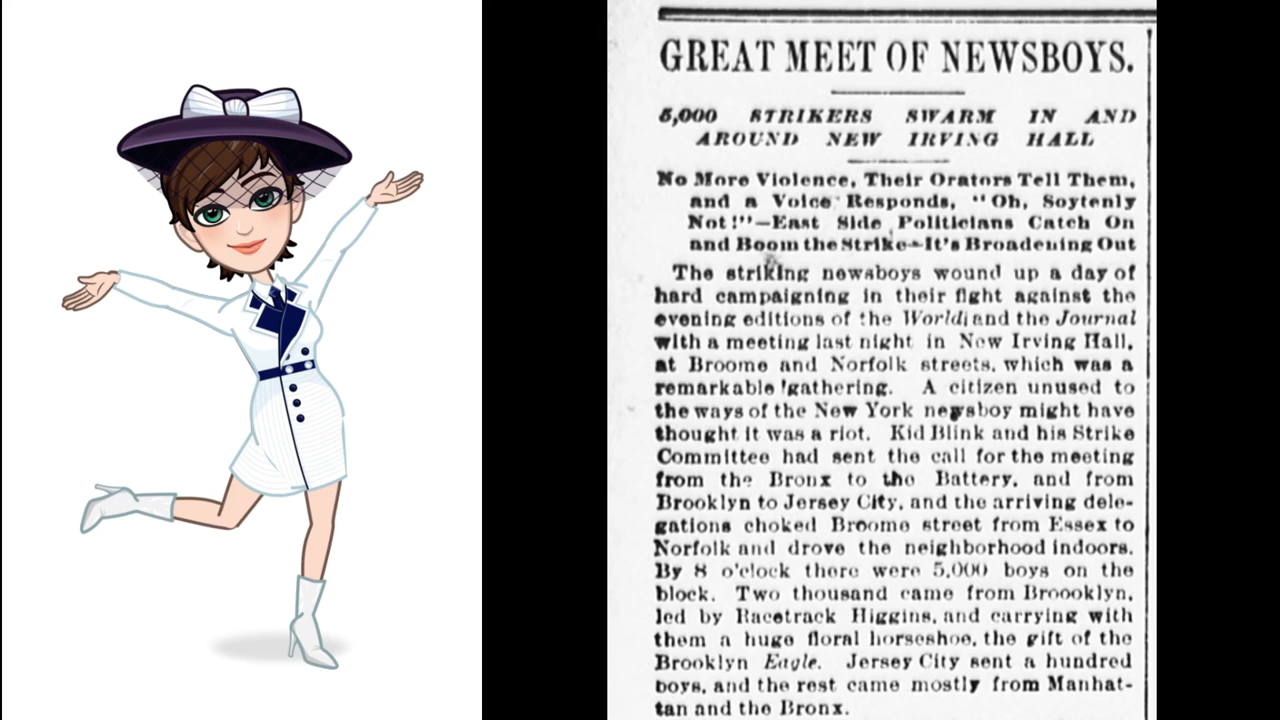 GREAT MEET OF NEWSBOYS.
5,000 STRIKERS SWARM IN AND
AROUND NEW IRVING HALL
No More Violence, Their Orators Tell Them,
and a Voice Responds, "Oh, Soytenly
Not!"—East Side Politicians Catch On
and Boom the Strike—It's Broadening Out
The striking newsboys wound up a day of
hard campaigning in their fight against the
evening editions of the World and the Journal
with a meeting last night in New Irving Hall,
at Broome and Norfolk streets, which was a
remarkable gathering. A citizen unused to
the ways of the New York newsboy might have
thought it was a riot. Kid Blink and his Strike
Committee had sent the call for the meeting
from the Bronx to the Battery, and from
Brooklyn to Jersey City, and the arriving dele-
gations choked Broome street from Essex to
Norfolk and drove the neighborhood indoors.
By 8 o'clock there were 5,000 boys on the
block. Two thousand came from Broooklyn,
led by Racetrack Higgins, and carrying with
them a huge floral horseshoe, the gift of the
Brooklyn Eagle. Jersey City sent a hundred
boys, and the rest came mostly from Manhat-
tan and the Bronx.